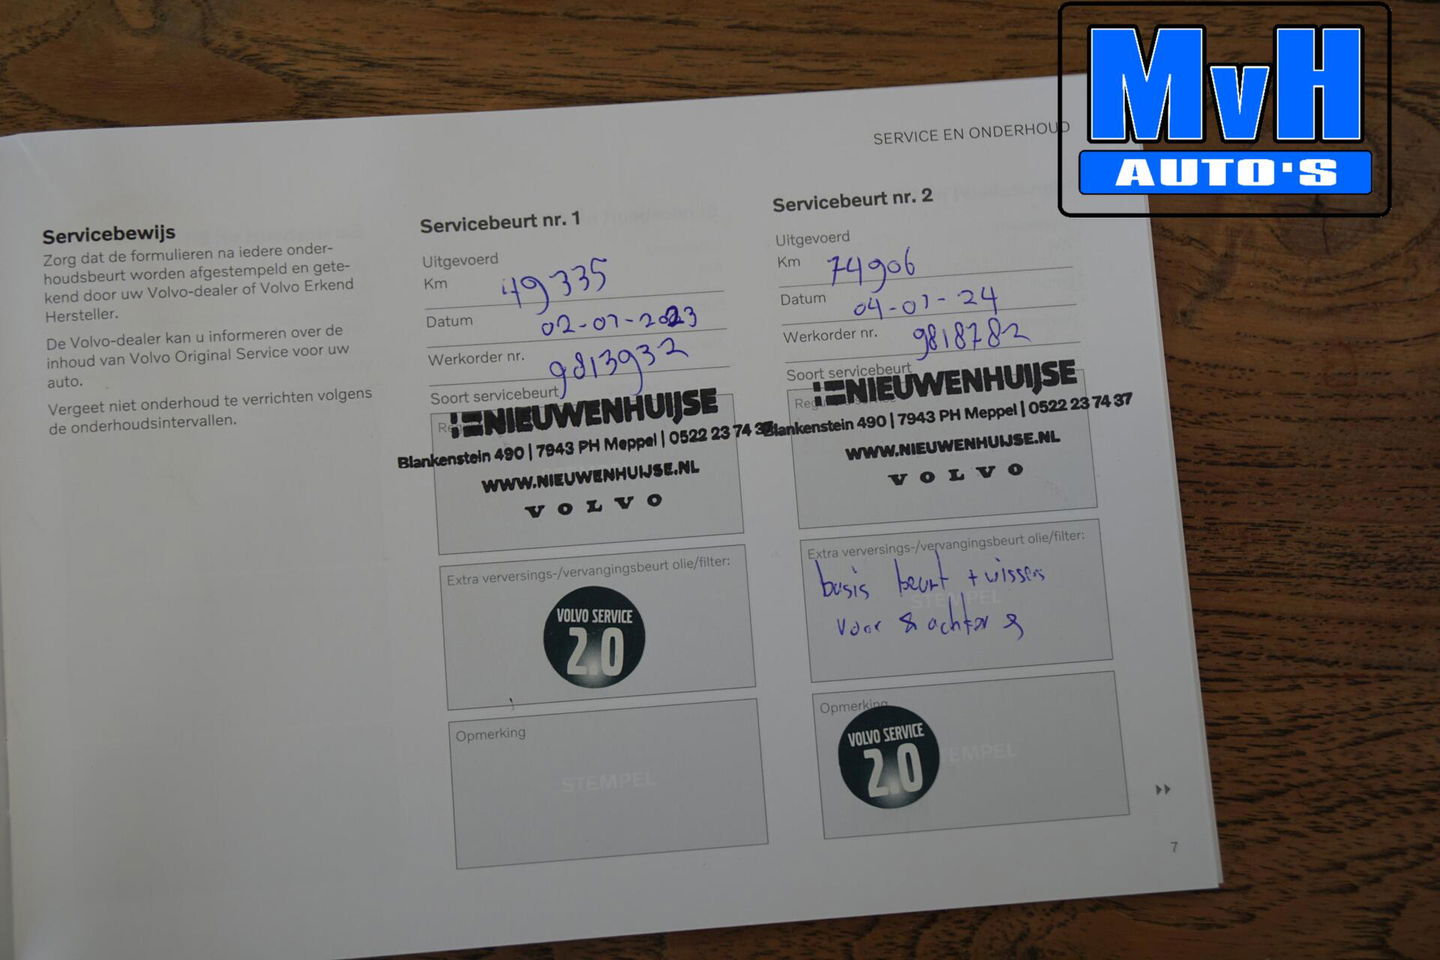 MvH
AUTO'S
SERVICE EN ONDERHOUD
Servicebewijs
Zorg dat de formulieren na iedere onder-
houdsbeurt worden afgestempeld en gete-
kend door uw Volvo-dealer of Volvo Erkend
Hersteller.
De Volvo-dealer kan u informeren over de
inhoud van Volvo Original Service voor uw
auto.
Vergeet niet onderhoud te verrichten volgens
de onderhoudsintervallen.
Servicebeurt nr. 1
Uitgevoerd
Km 49335
Datum 02-01-2023
Werkorder nr. 9813932
Soort servicebeurt
NIEUWENHUIJSE
Blankenstein 490 | 7943 PH Meppel | 0522 23 74 37
WWW.NIEUWENHUIJSE.NL
VOLVO
Extra verversings-/vervangingsbeurt olie/filter:
VOLVO SERVICE
2.0
Opmerking
STEMPEL
Servicebeurt nr. 2
Uitgevoerd
Km 74906
Datum 04-01-24
Werkorder nr. 9818782
Soort servicebeurt
NIEUWENHUIJSE
Blankenstein 490 | 7943 PH Meppel | 0522 23 74 37
WWW.NIEUWENHUIJSE.NL
VOLVO
Extra verversings-/vervangingsbeurt olie/filter:
basis beurt + wissers
voor & achter
Opmerking
VOLVO SERVICE
2.0
7